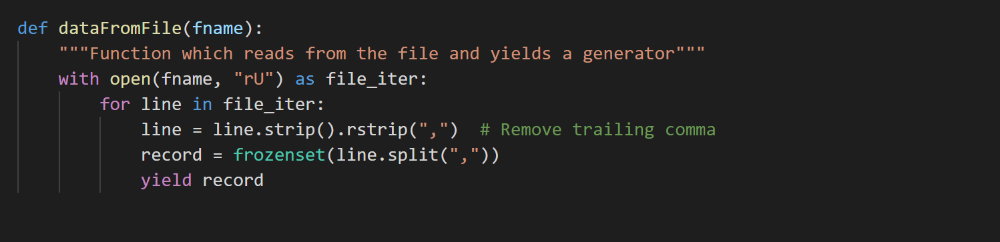 def dataFromFile(fname):
    """Function which reads from the file and yields a generator"""
    with open(fname, "rU") as file_iter:
        for line in file_iter:
            line = line.strip().rstrip(",")  # Remove trailing comma
            record = frozenset(line.split(","))
            yield record